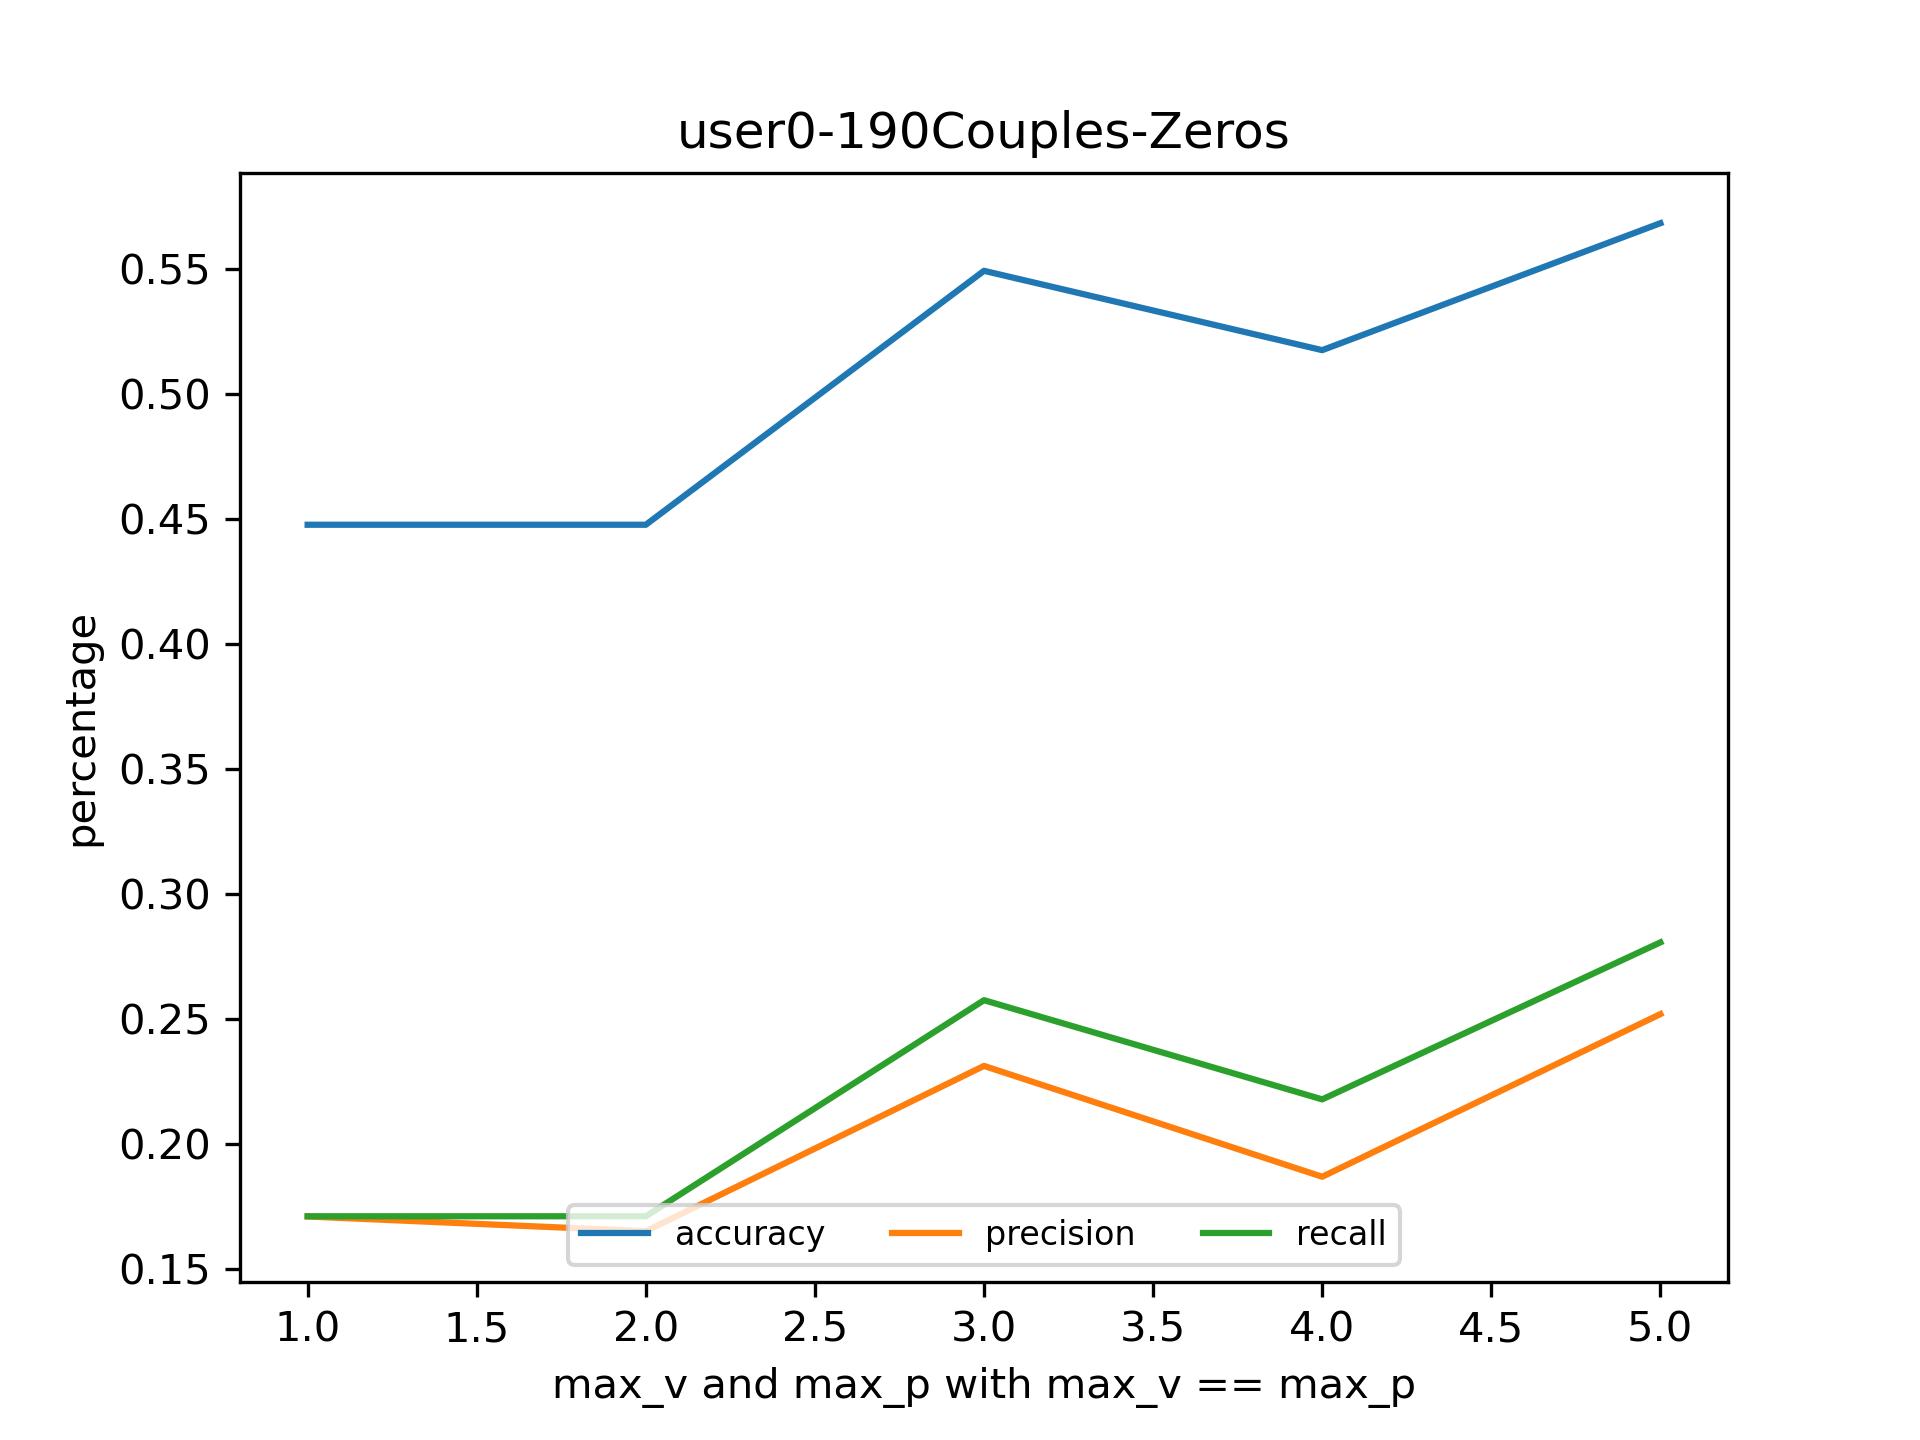 user0-190Couples-Zeros
percentage
0.55
0.50
0.45
0.40
0.35
0.30
0.25
0.20
0.15
accuracy precision recall
1.0 1.5 2.0 2.5 3.0 3.5 4.0 4.5 5.0
max_v and max_p with max_v == max_p